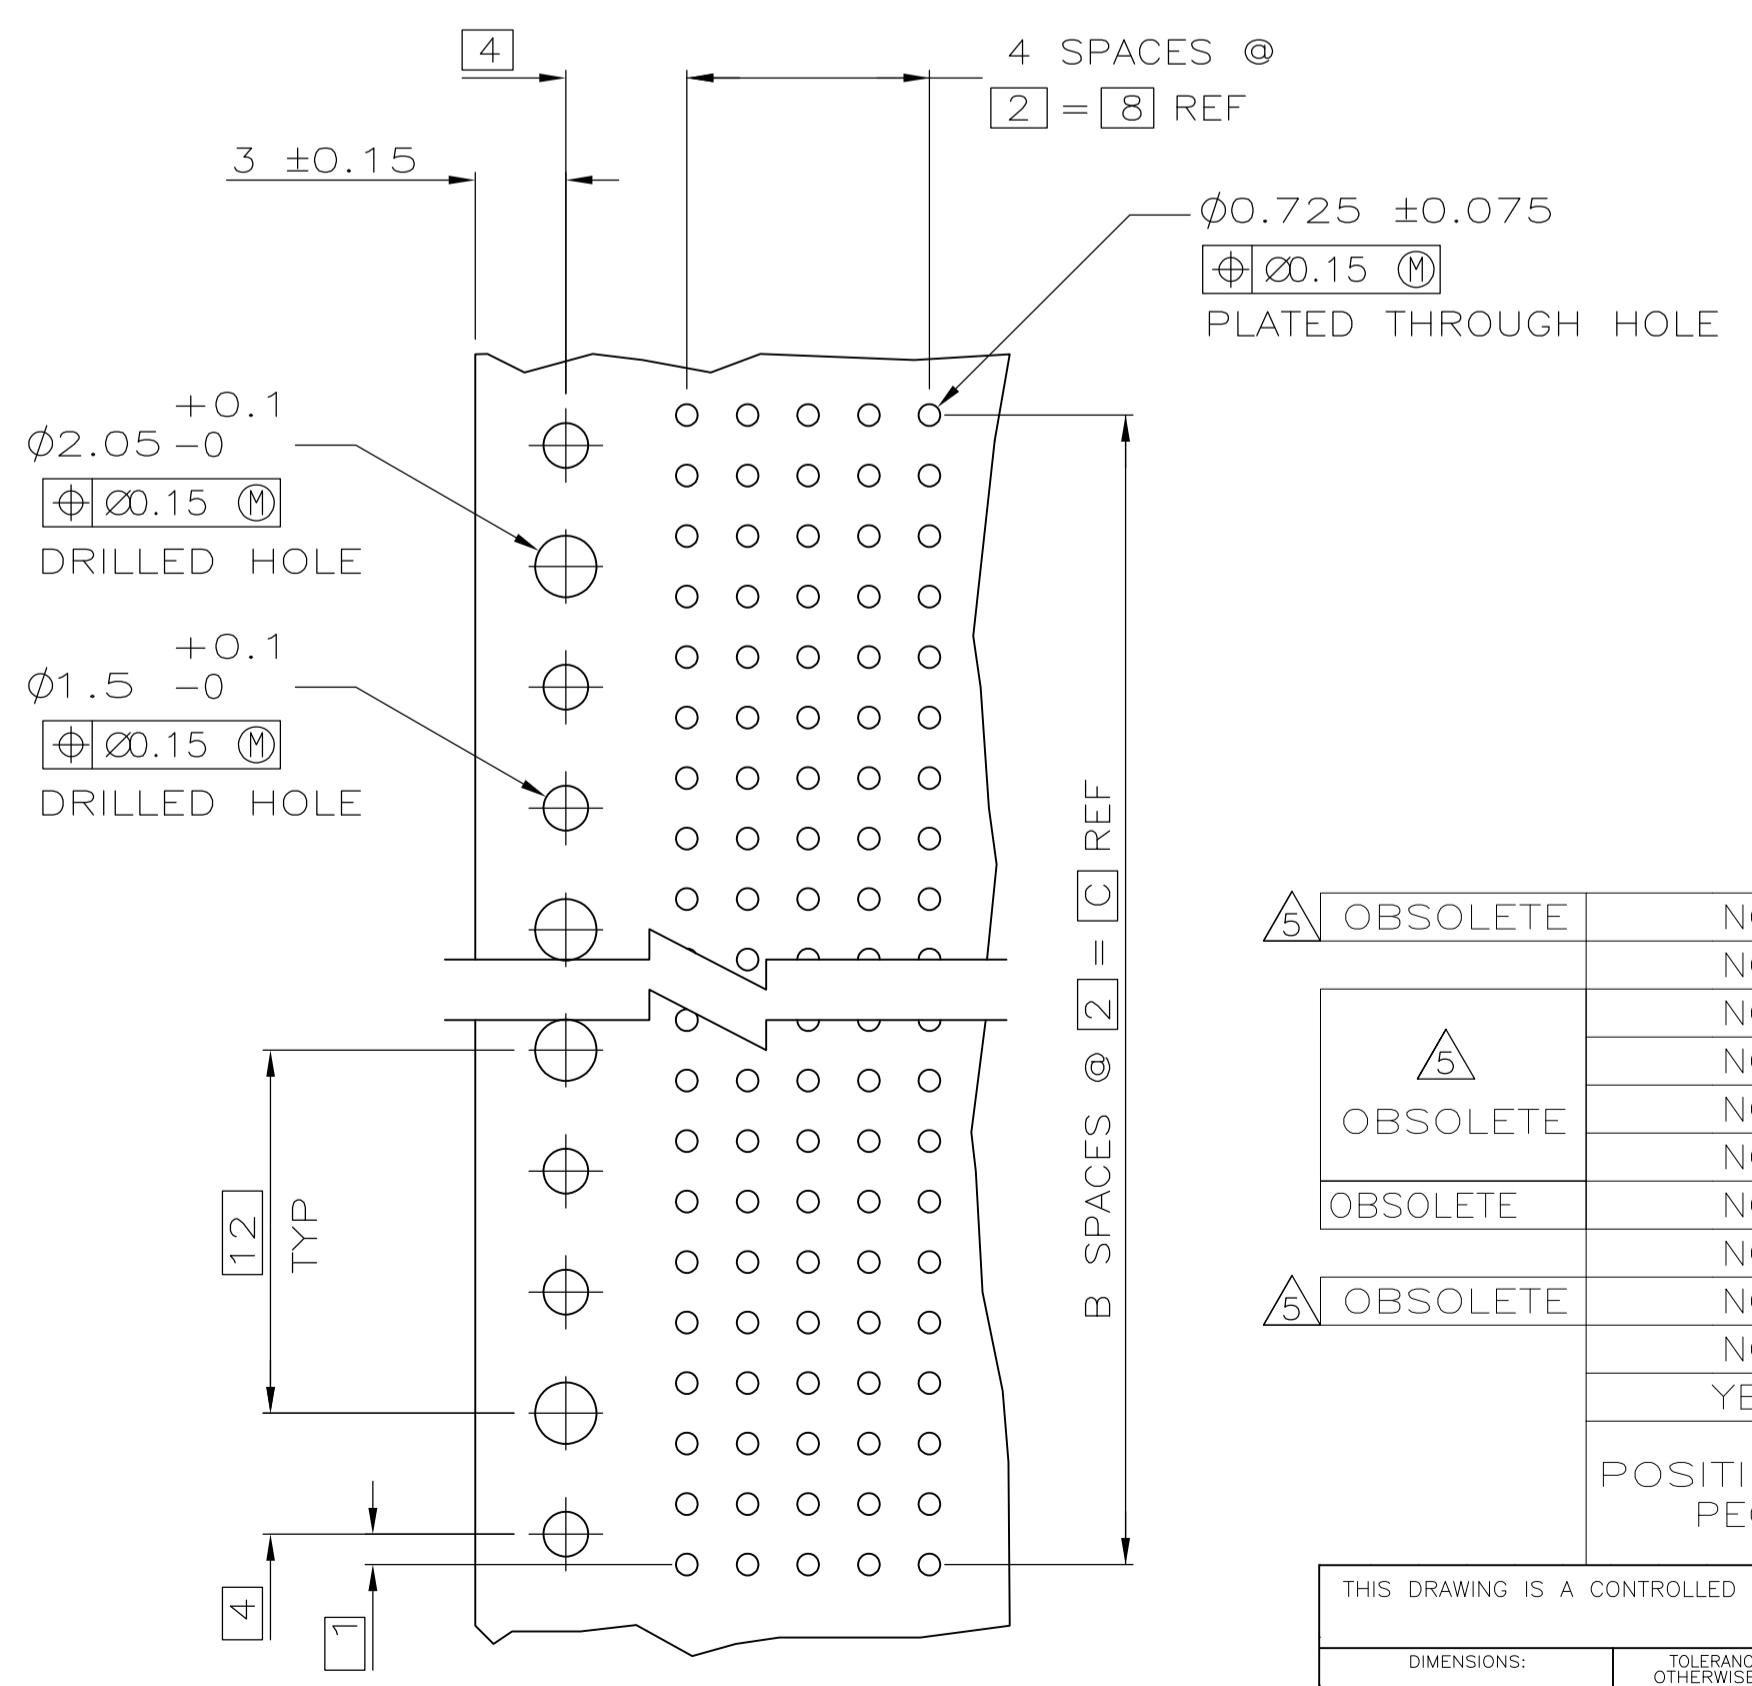 4
4 SPACES @
2 = 8 REF
3 ±0.15
Ø0.725 ±0.075
⌖ Ø0.15 Ⓜ
PLATED THROUGH HOLE
+0.1
Ø2.05 -0
⌖ Ø0.15 Ⓜ
DRILLED HOLE
+0.1
Ø1.5 -0
⌖ Ø0.15 Ⓜ
DRILLED HOLE
B SPACES @ 2 = C REF
12
TYP
4
1
5 OBSOLETE
5
OBSOLETE
OBSOLETE
5 OBSOLETE
THIS DRAWING IS A CONTROLLED
DIMENSIONS: